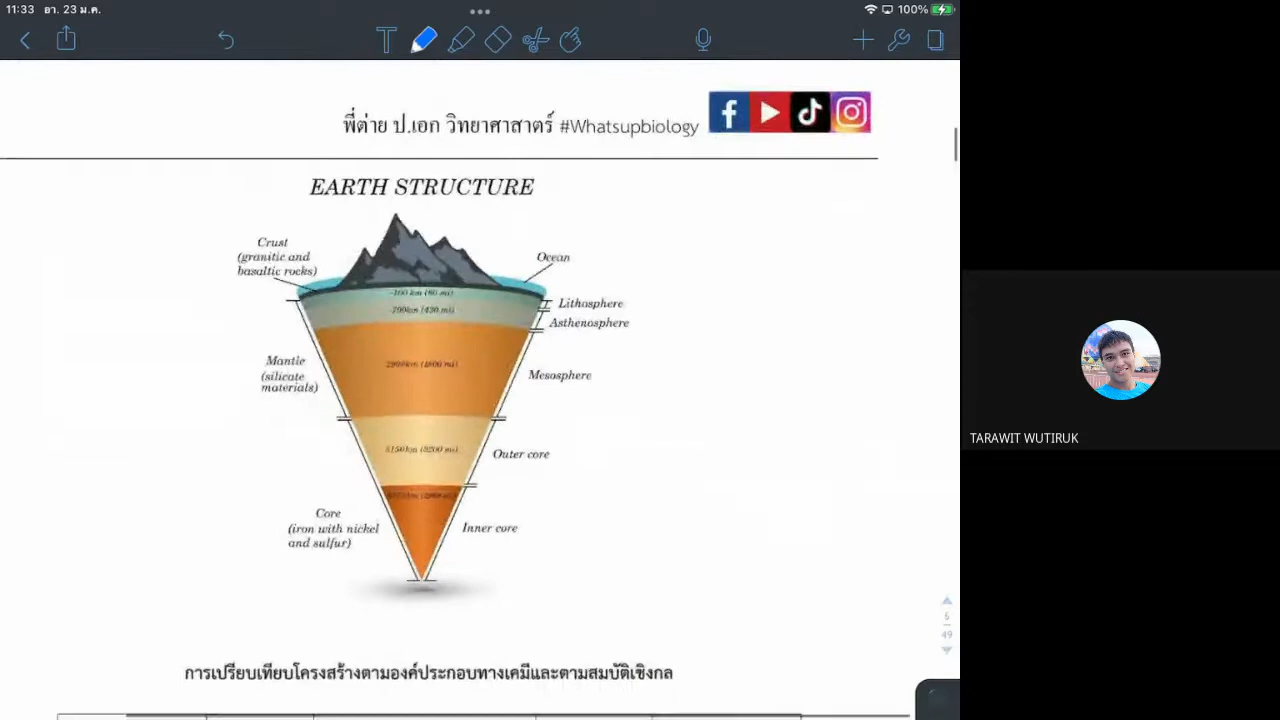 11:33 อา. 23 ม.ค.
100%
พี่ต่าย ป.เอก วิทยาศาสตร์ #Whatsupbiology
EARTH STRUCTURE
Crust
(granitic and
basaltic rocks)
Ocean
Lithosphere
Asthenosphere
Mantle
(silicate
materials)
Mesosphere
Outer core
Core
(iron with nickel
and sulfur)
Inner core
5
49
การเปรียบเทียบโครงสร้างตามองค์ประกอบทางเคมีและตามสมบัติเชิงกล
TARAWIT WUTIRUK